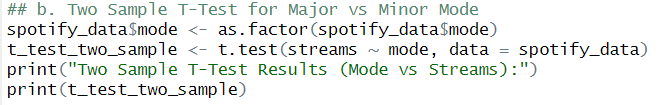 ## b. Two Sample T-Test for Major vs Minor Mode
spotify_data$mode <- as.factor(spotify_data$mode)
t_test_two_sample <- t.test(streams ~ mode, data = spotify_data)
print("Two Sample T-Test Results (Mode vs Streams):")
print(t_test_two_sample)